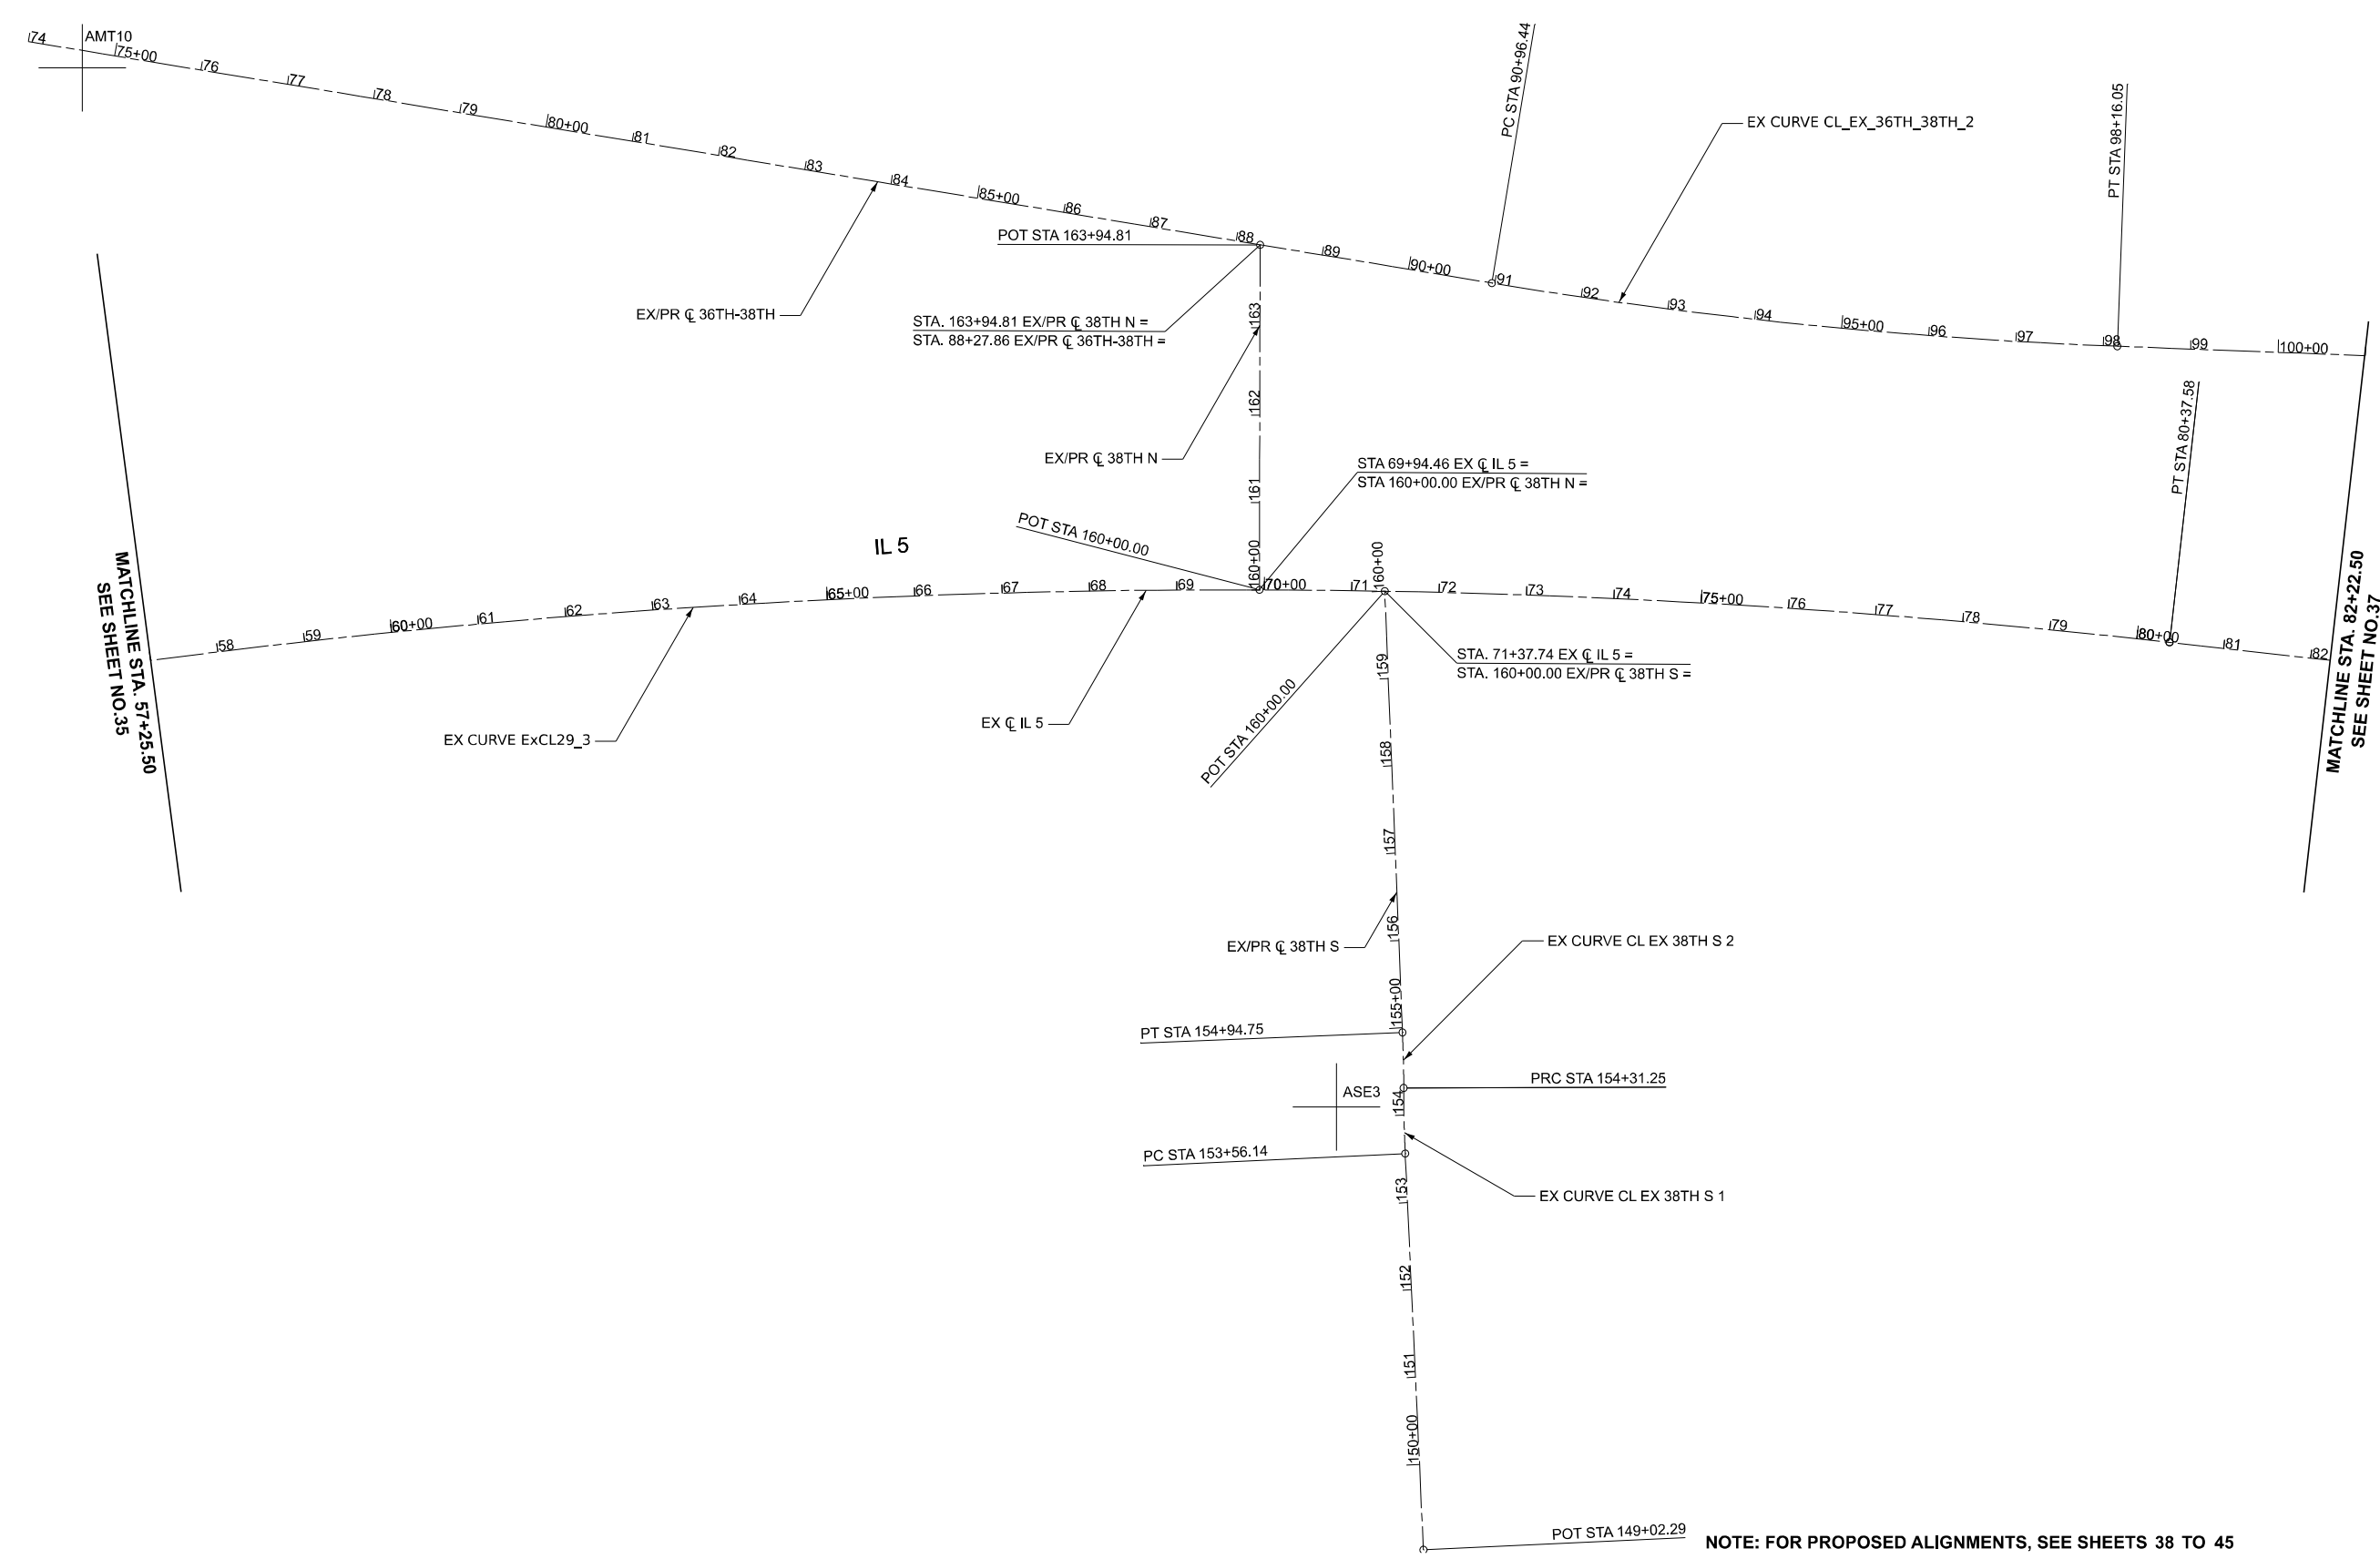 74
AMT10
75+00
76
77
78
79
80+00
81
82
83
84
85+00
86
87
88
89
90+00
91
92
93
94
95+00
96
97
98
99
100+00
PC STA 90+96.44
EX CURVE CL_EX_36TH_38TH_2
PT STA 98+16.05
POT STA 163+94.81
EX/PR ℄ 36TH-38TH
STA. 163+94.81 EX/PR ℄ 38TH N =
STA. 88+27.86 EX/PR ℄ 36TH-38TH =
163
162
161
160+00
EX/PR ℄ 38TH N
STA 69+94.46 EX ℄ IL 5 =
STA 160+00.00 EX/PR ℄ 38TH N =
POT STA 160+00.00
PT STA 80+37.58
IL 5
MATCHLINE STA. 57+25.50
SEE SHEET NO.35
58
59
60+00
61
62
63
64
65+00
66
67
68
69
70+00
71
72
73
74
75+00
76
77
78
79
80+00
81
82
MATCHLINE STA. 82+22.50
SEE SHEET NO.37
160+00
STA. 71+37.74 EX ℄ IL 5 =
STA. 160+00.00 EX/PR ℄ 38TH S =
POT STA 160+00.00
EX ℄ IL 5
EX CURVE ExCL29_3
159
158
157
156
155+00
EX/PR ℄ 38TH S
EX CURVE CL EX 38TH S 2
PT STA 154+94.75
PRC STA 154+31.25
ASE3
154
PC STA 153+56.14
153
EX CURVE CL EX 38TH S 1
152
151
150+00
POT STA 149+02.29
NOTE: FOR PROPOSED ALIGNMENTS, SEE SHEETS 38 TO 45